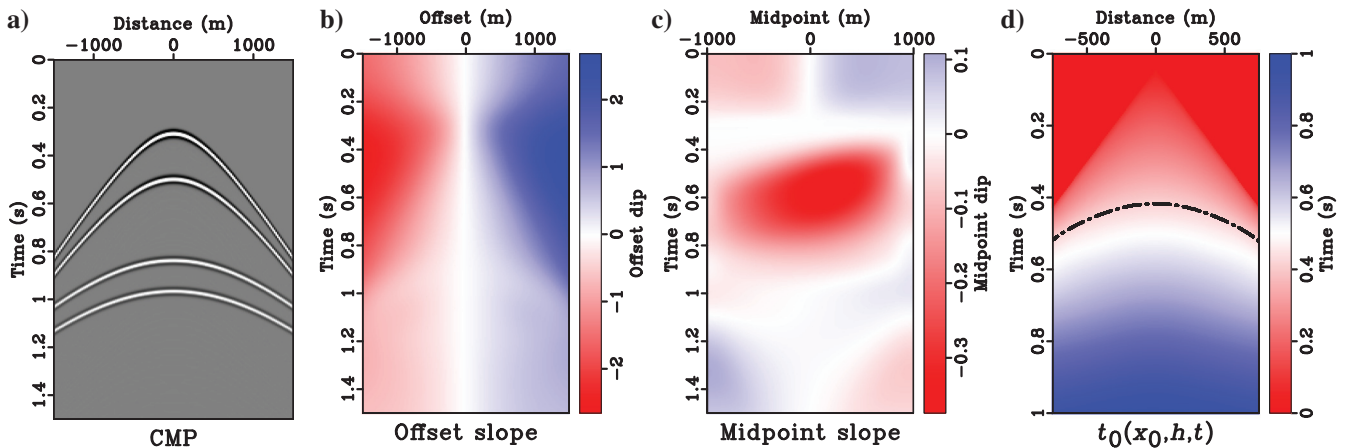 a)
Distance (m)
−1000 0 1000
0
0.2
0.4
0.6
0.8
1
1.2
1.4
Time (s)
CMP
b)
Offset (m)
−1000 0 1000
0
0.2
0.4
0.6
0.8
1
1.2
1.4
Time (s)
2
1
0
−1
−2
Offset dip
Offset slope
c)
Midpoint (m)
−1000 0 1000
0
0.2
0.4
0.6
0.8
1
1.2
1.4
Time (s)
0.1
0
−0.1
−0.2
−0.3
Midpoint dip
Midpoint slope
d)
Distance (m)
−500 0 500
0
0.2
0.4
0.6
0.8
1
Time (s)
1
0.8
0.6
0.4
0.2
0
Time (s)
t0(x0,h,t)